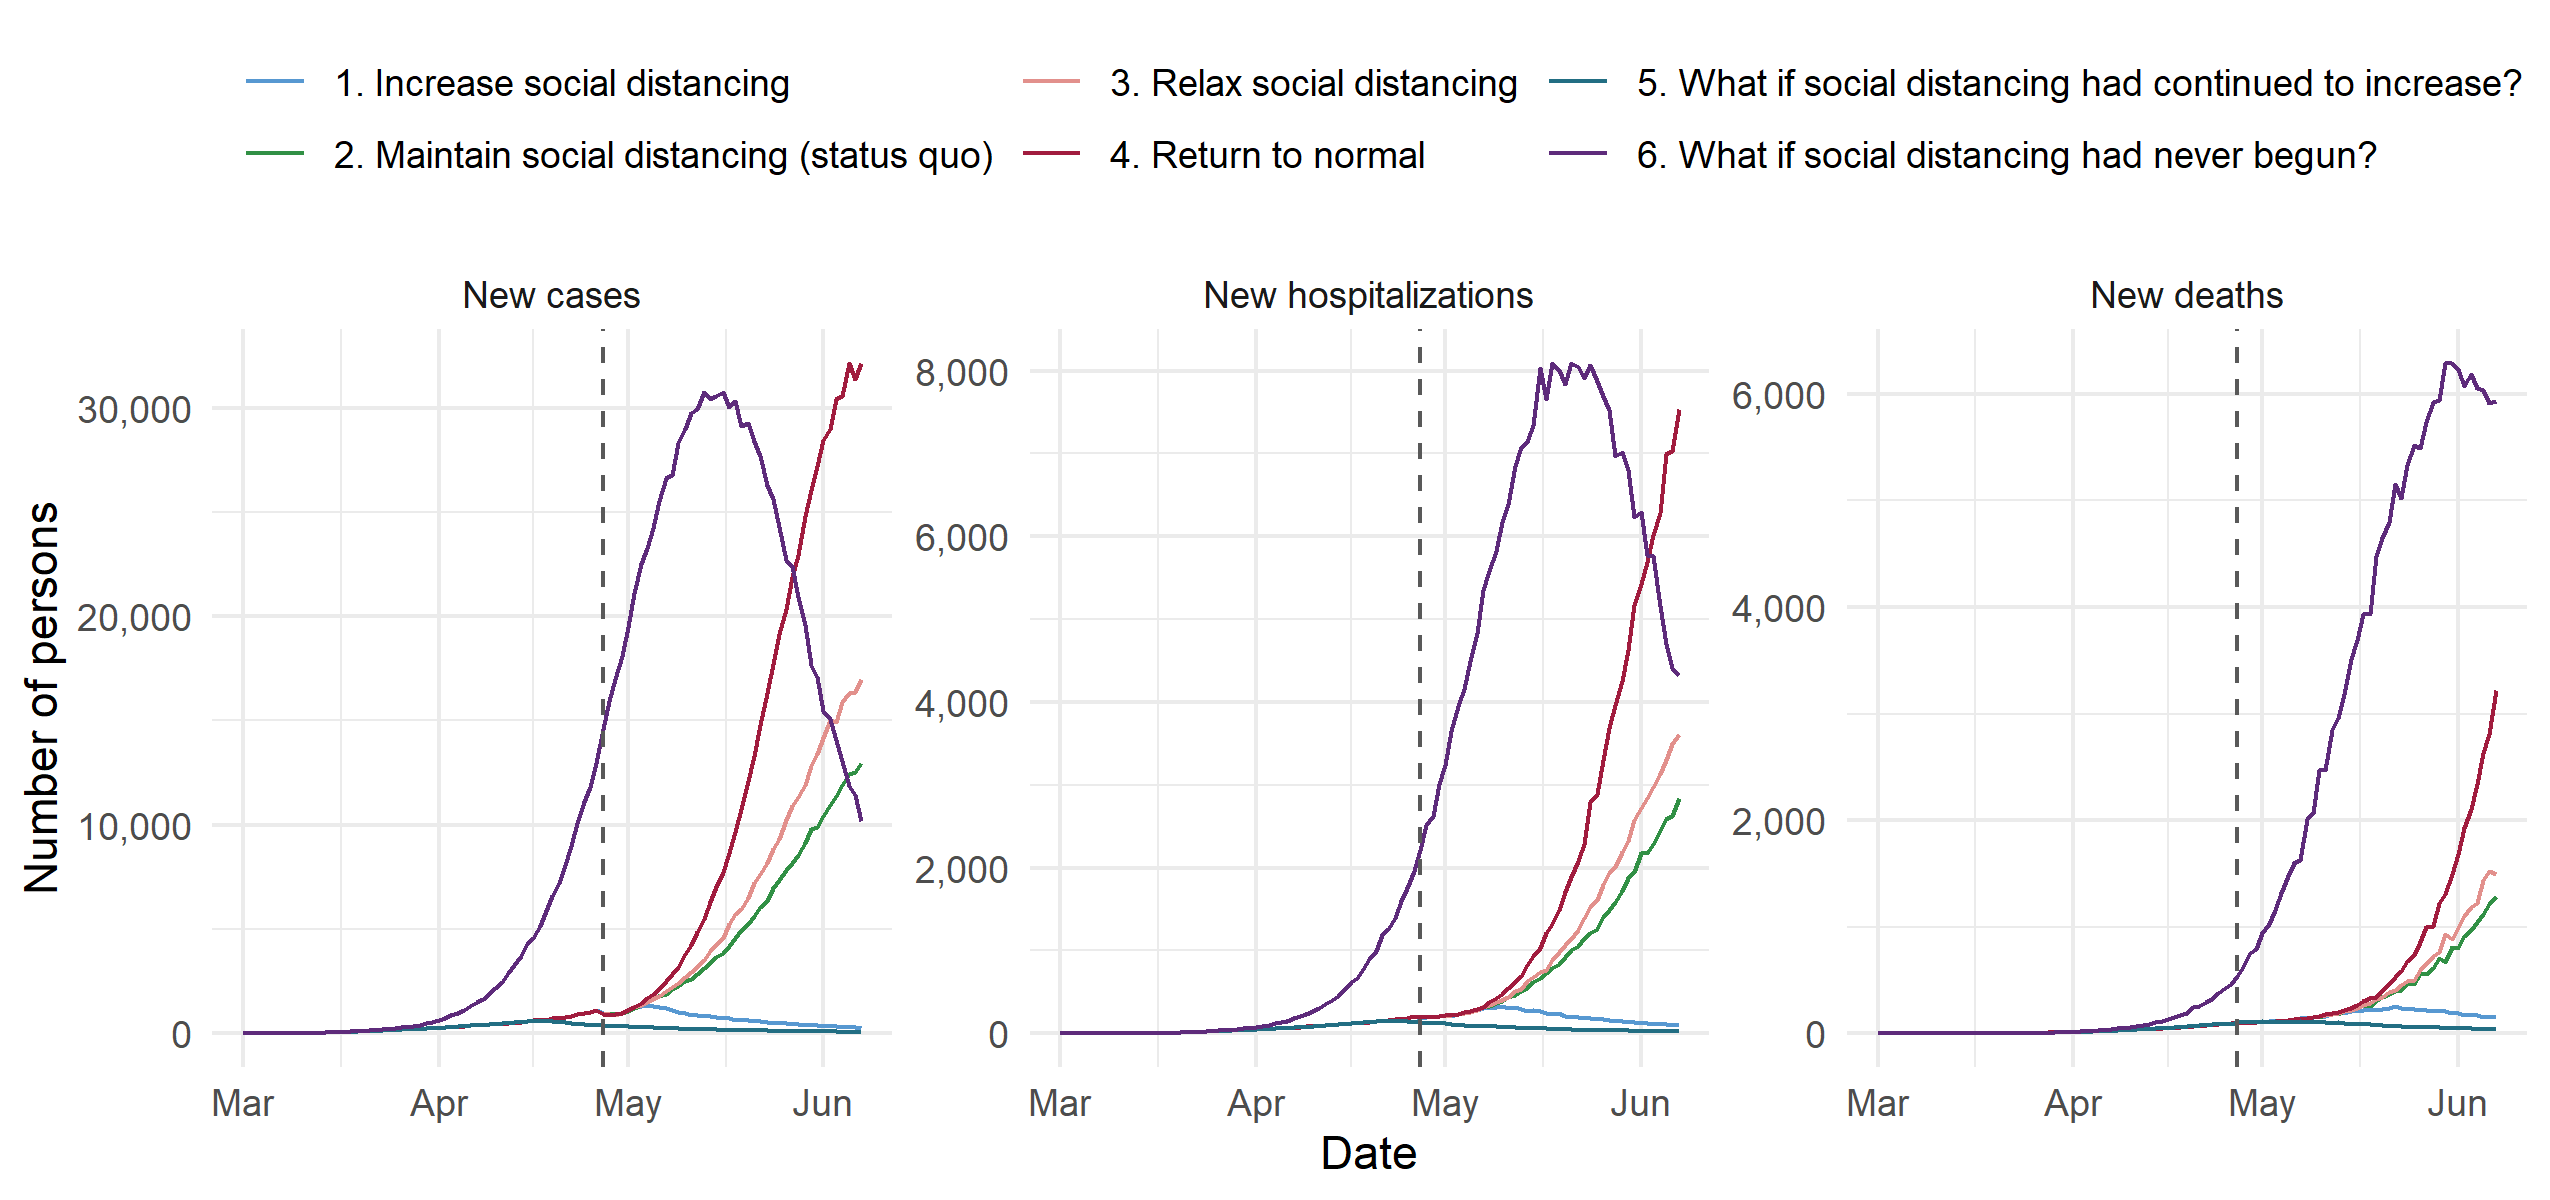 1. Increase social distancing
2. Maintain social distancing (status quo)
3. Relax social distancing
4. Return to normal
5. What if social distancing had continued to increase?
6. What if social distancing had never begun?
New cases
New hospitalizations
New deaths
Number of persons
30,000
20,000
10,000
0
Mar Apr May Jun
8,000
6,000
4,000
2,000
0
Mar Apr May Jun
6,000
4,000
2,000
0
Mar Apr May Jun
Date